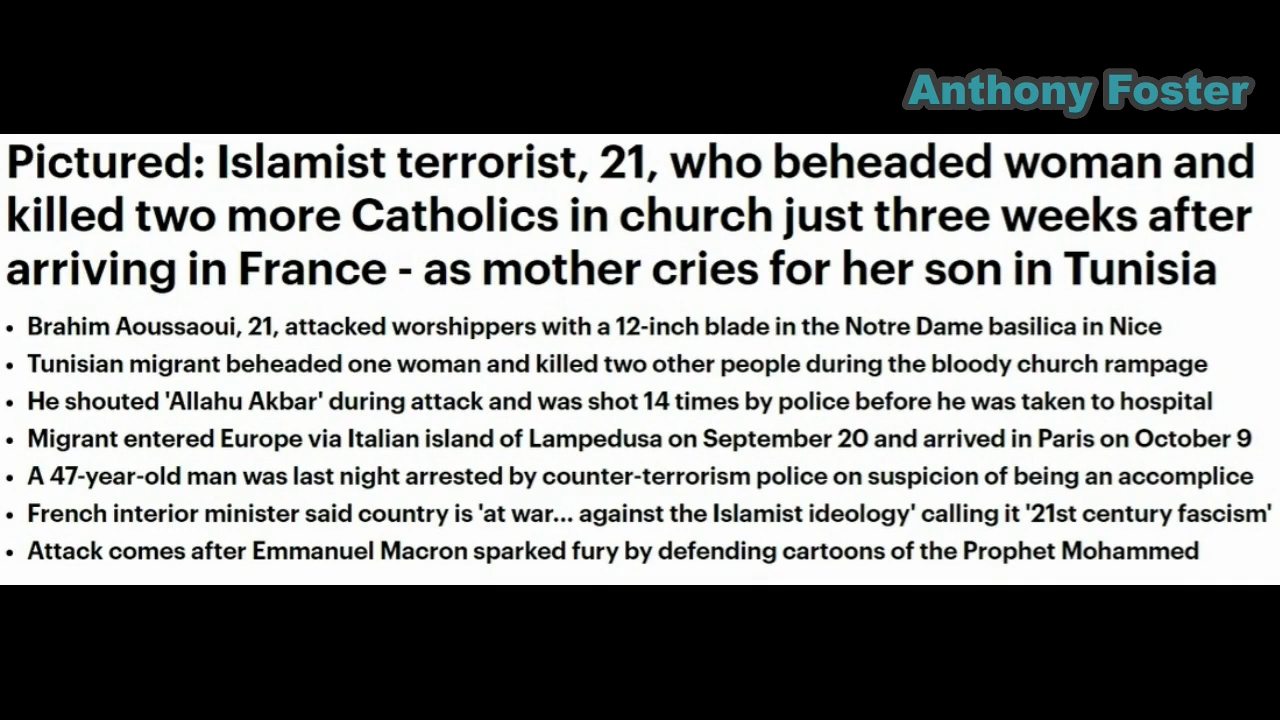 Anthony Foster
Pictured: Islamist terrorist, 21, who beheaded woman and
killed two more Catholics in church just three weeks after
arriving in France - as mother cries for her son in Tunisia
• Brahim Aoussaoui, 21, attacked worshippers with a 12-inch blade in the Notre Dame basilica in Nice
• Tunisian migrant beheaded one woman and killed two other people during the bloody church rampage
• He shouted 'Allahu Akbar' during attack and was shot 14 times by police before he was taken to hospital
• Migrant entered Europe via Italian island of Lampedusa on September 20 and arrived in Paris on October 9
• A 47-year-old man was last night arrested by counter-terrorism police on suspicion of being an accomplice
• French interior minister said country is 'at war... against the Islamist ideology' calling it '21st century fascism'
• Attack comes after Emmanuel Macron sparked fury by defending cartoons of the Prophet Mohammed